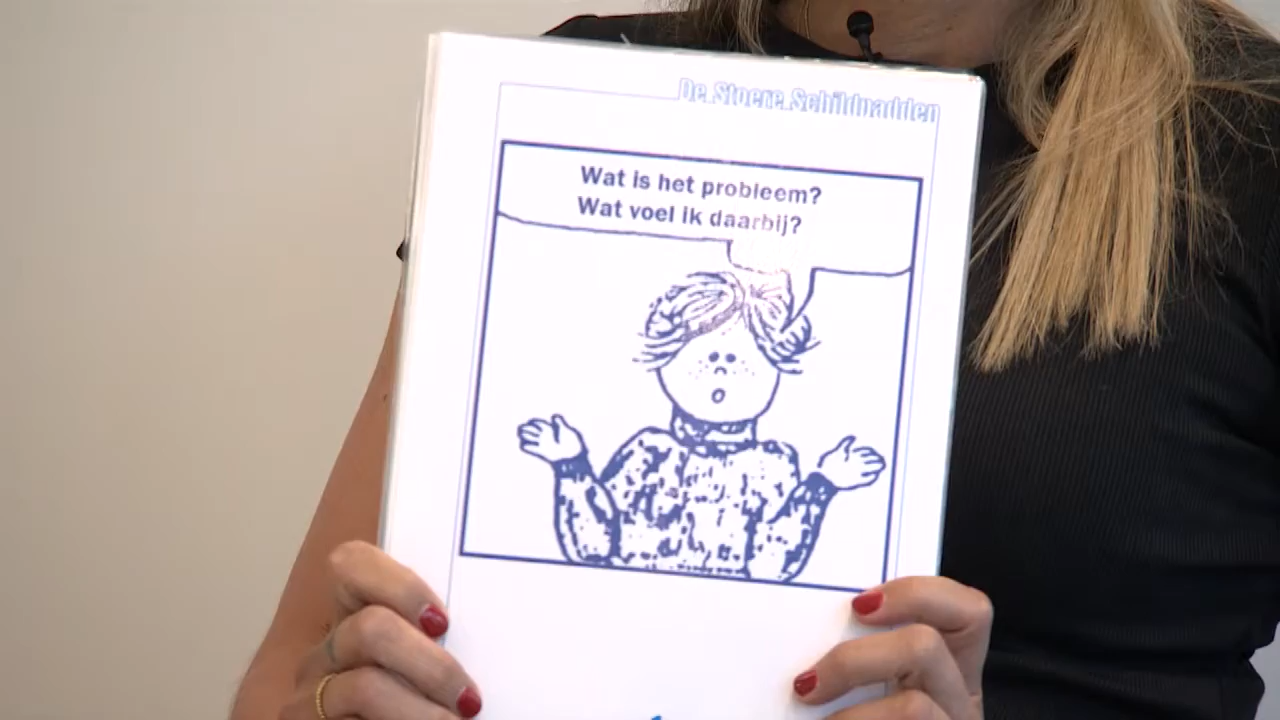 De Stoere Schildpadden
Wat is het probleem?
Wat voel ik daarbij?